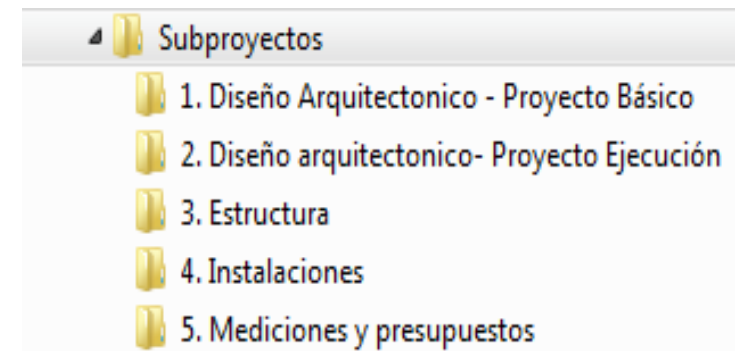 Subproyectos
1. Diseño Arquitectonico - Proyecto Básico
2. Diseño arquitectonico- Proyecto Ejecución
3. Estructura
4. Instalaciones
5. Mediciones y presupuestos